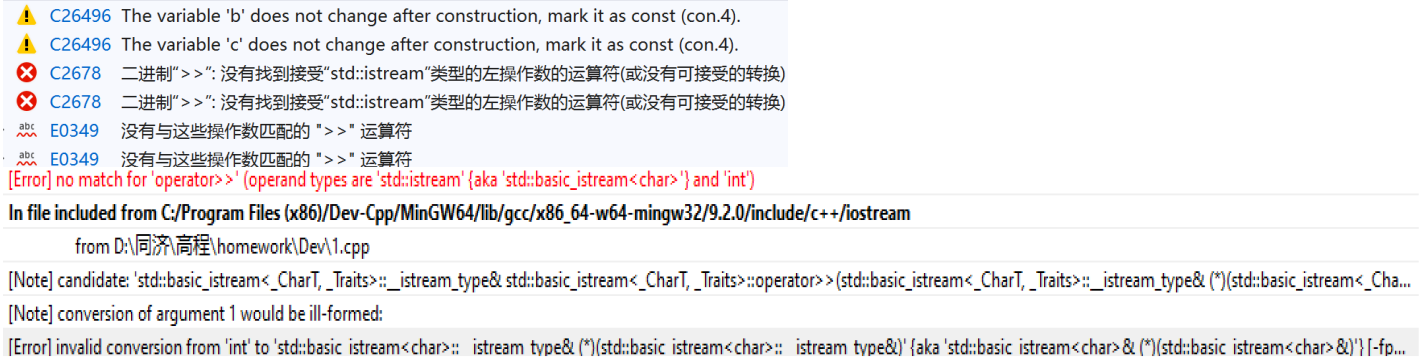 C26496 The variable 'b' does not change after construction, mark it as const (con.4).
C26496 The variable 'c' does not change after construction, mark it as const (con.4).
C2678 二进制“>>”: 没有找到接受“std::istream”类型的左操作数的运算符(或没有可接受的转换)
C2678 二进制“>>”: 没有找到接受“std::istream”类型的左操作数的运算符(或没有可接受的转换)
abc E0349 没有与这些操作数匹配的 ">>" 运算符
abc E0349 没有与这些操作数匹配的 ">>" 运算符
[Error] no match for 'operator>>' (operand types are 'std::istream' {aka 'std::basic_istream<char>'} and 'int')
In file included from C:/Program Files (x86)/Dev-Cpp/MinGW64/lib/gcc/x86_64-w64-mingw32/9.2.0/include/c++/iostream
from D:\同济\高程\homework\Dev\1.cpp
[Note] candidate: 'std::basic_istream<_CharT, _Traits>::__istream_type& std::basic_istream<_CharT, _Traits>::operator>>(std::basic_istream<_CharT, _Traits>::__istream_type& (*)(std::basic_istream<_Cha...
[Note] conversion of argument 1 would be ill-formed:
[Error] invalid conversion from 'int' to 'std::basic_istream<char>::__istream_type& (*)(std::basic_istream<char>::__istream_type&)' {aka 'std::basic_istream<char>& (*)(std::basic_istream<char>&)'} [-fp...